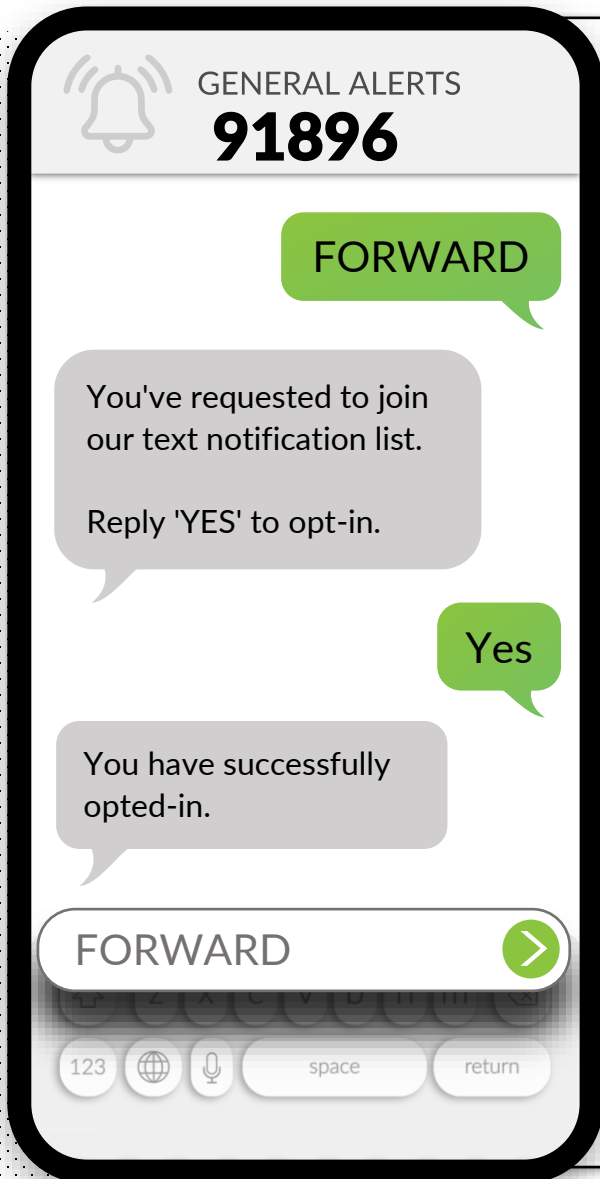 GENERAL ALERTS
91896
FORWARD
You've requested to join
our text notification list.
Reply 'YES' to opt-in.
Yes
You have successfully
opted-in.
FORWARD
z x c v b n m
123 space return